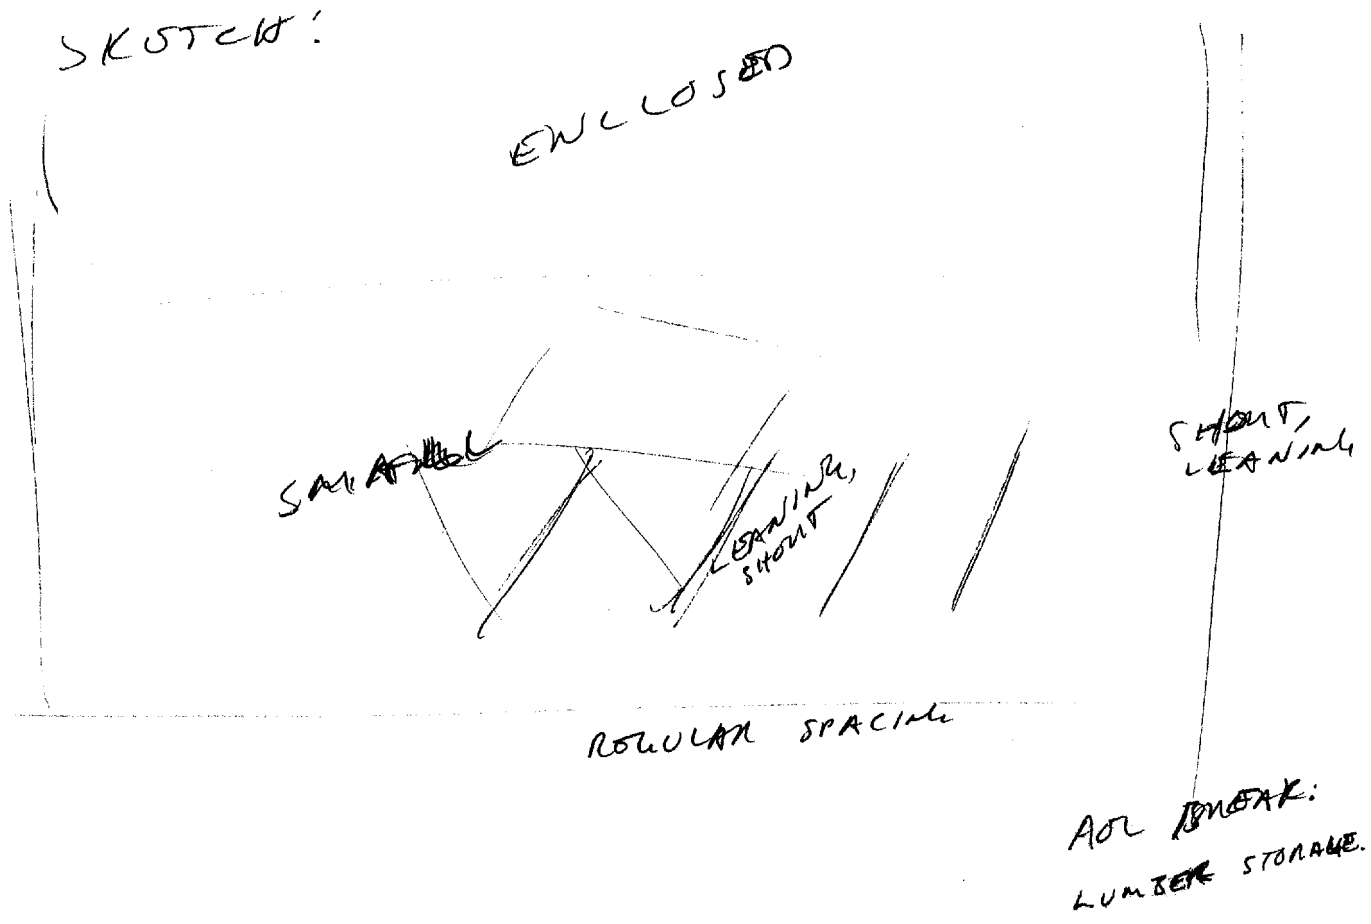 SKETCH:
ENCLOSED
SHORT,
LEANING
LEANING,
SHORT
REGULAR SPACING
AOL BREAK:
LUMBER STORAGE.